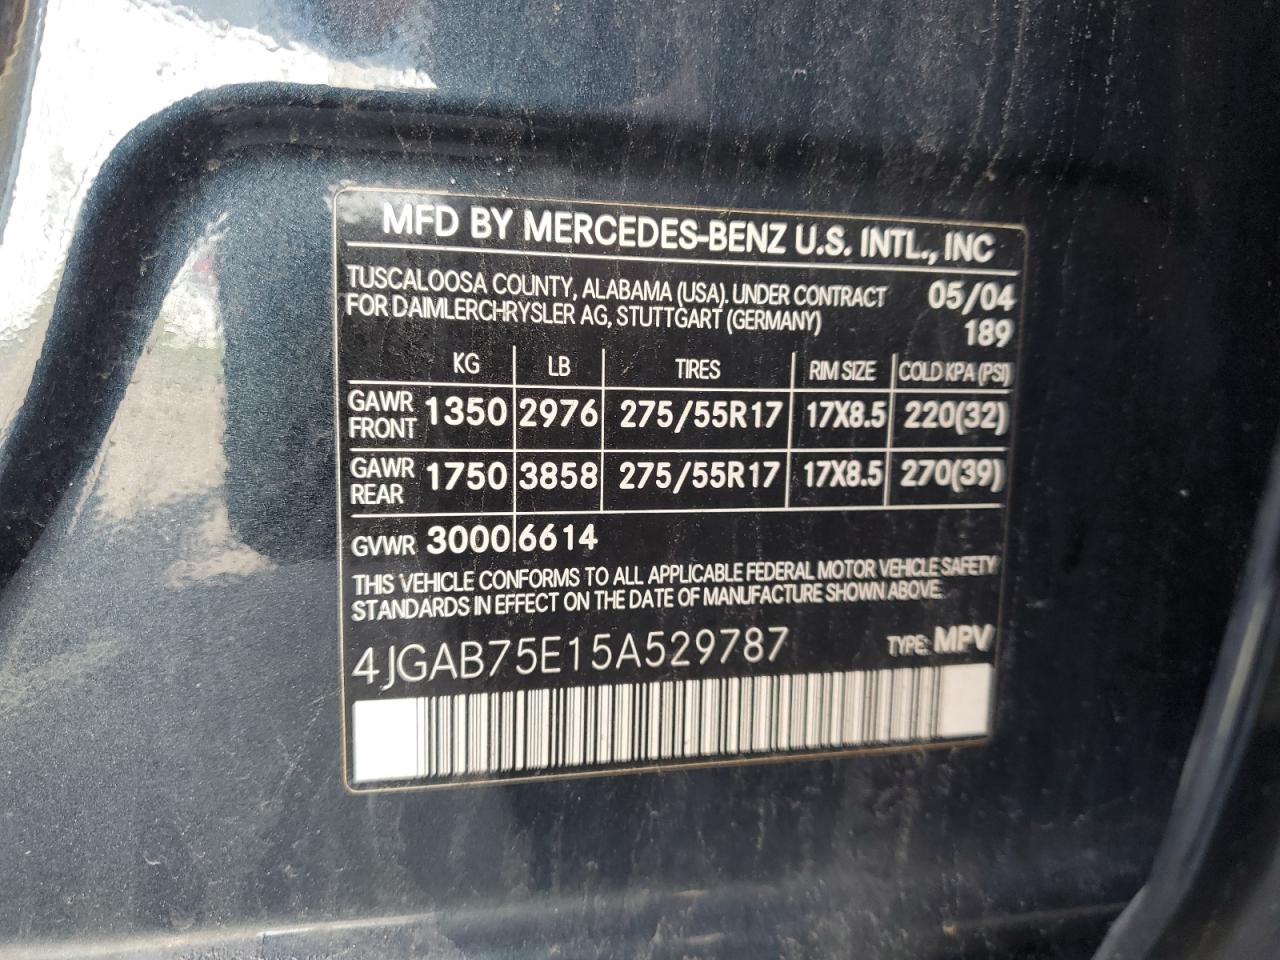 MFD BY MERCEDES-BENZ U.S. INTL., INC
TUSCALOOSA COUNTY, ALABAMA (USA). UNDER CONTRACT 05/04
FOR DAIMLERCHRYSLER AG, STUTTGART (GERMANY) 189
KG LB TIRES RIM SIZE COLD KPA (PSI)
GAWR FRONT 1350 2976 275/55R17 17X8.5 220(32)
GAWR REAR 1750 3858 275/55R17 17X8.5 270(39)
GVWR 3000 6614
THIS VEHICLE CONFORMS TO ALL APPLICABLE FEDERAL MOTOR VEHICLE SAFETY
STANDARDS IN EFFECT ON THE DATE OF MANUFACTURE SHOWN ABOVE.
4JGAB75E15A529787 TYPE: MPV